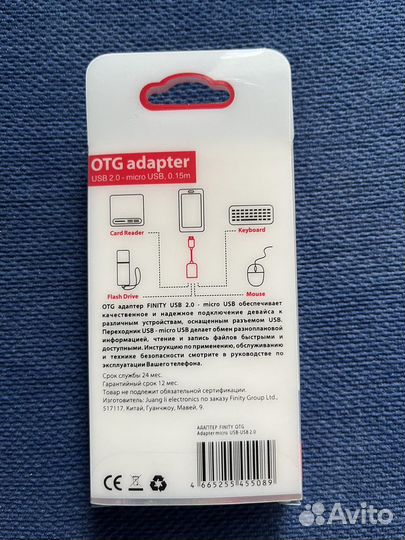 OTG adapter
USB 2.0 - micro USB, 0.15m
Card Reader
Keyboard
Flash Drive
Mouse
OTG адаптер FINITY USB 2.0 - micro USB обеспечивает
качественное и надежное подключение девайса к
различным устройствам, оснащенным разъемом USB.
Переходник USB - micro USB делает обмен разноплановой
информацией, чтение и запись файлов быстрыми и
доступными. Инструкцию по применению, обслуживанию
и технике безопасности смотрите в руководстве по
эксплуатации Вашего телефона.
Срок службы 24 мес.
Гарантийный срок 12 мес.
Товар не подлежит обязательной сертификации.
Изготовитель: Juang li electronics по заказу Finity Group Ltd.,
517117, Китай, Гуанчжоу, Мавей, 9.
АДАПТЕР FINITY OTG
Adapter micro USB-USB 2.0
CE
4 665255 455089
Avito